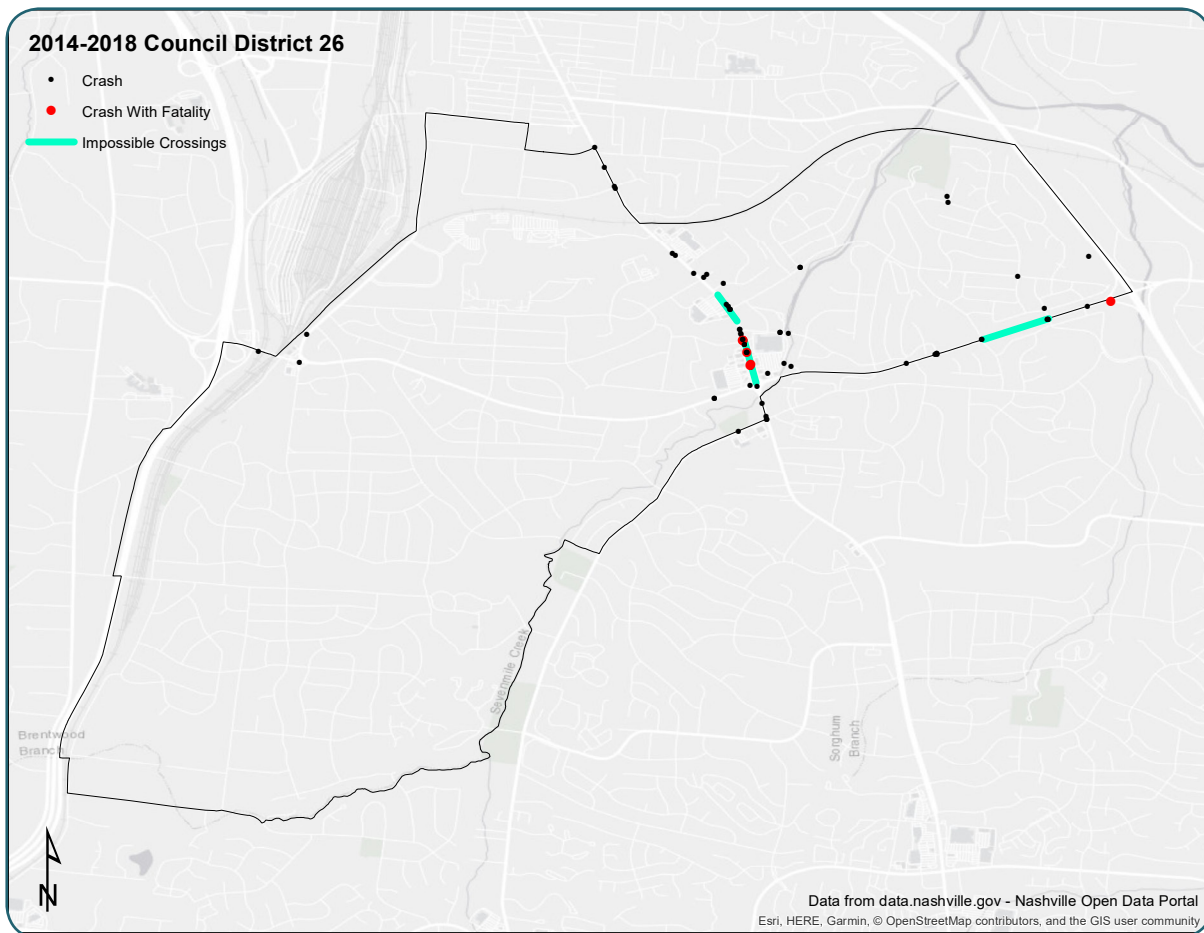 2014-2018 Council District 26
Crash
Crash With Fatality
Impossible Crossings
Sevenmile Creek
Brentwood
Branch
Sorghum
Branch
N
Data from data.nashville.gov - Nashville Open Data Portal
Esri, HERE, Garmin, © OpenStreetMap contributors, and the GIS user community